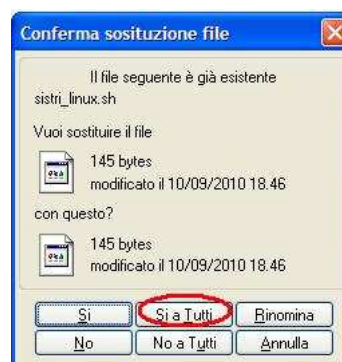 Conferma sosituzione file
Il file seguente è già esistente
sistri_linux.sh
Vuoi sostituire il file
145 bytes
modificato il 10/09/2010 18.46
con questo?
145 bytes
modificato il 10/09/2010 18.46
Si Si a Tutti Rinomina
No No a Tutti Annulla